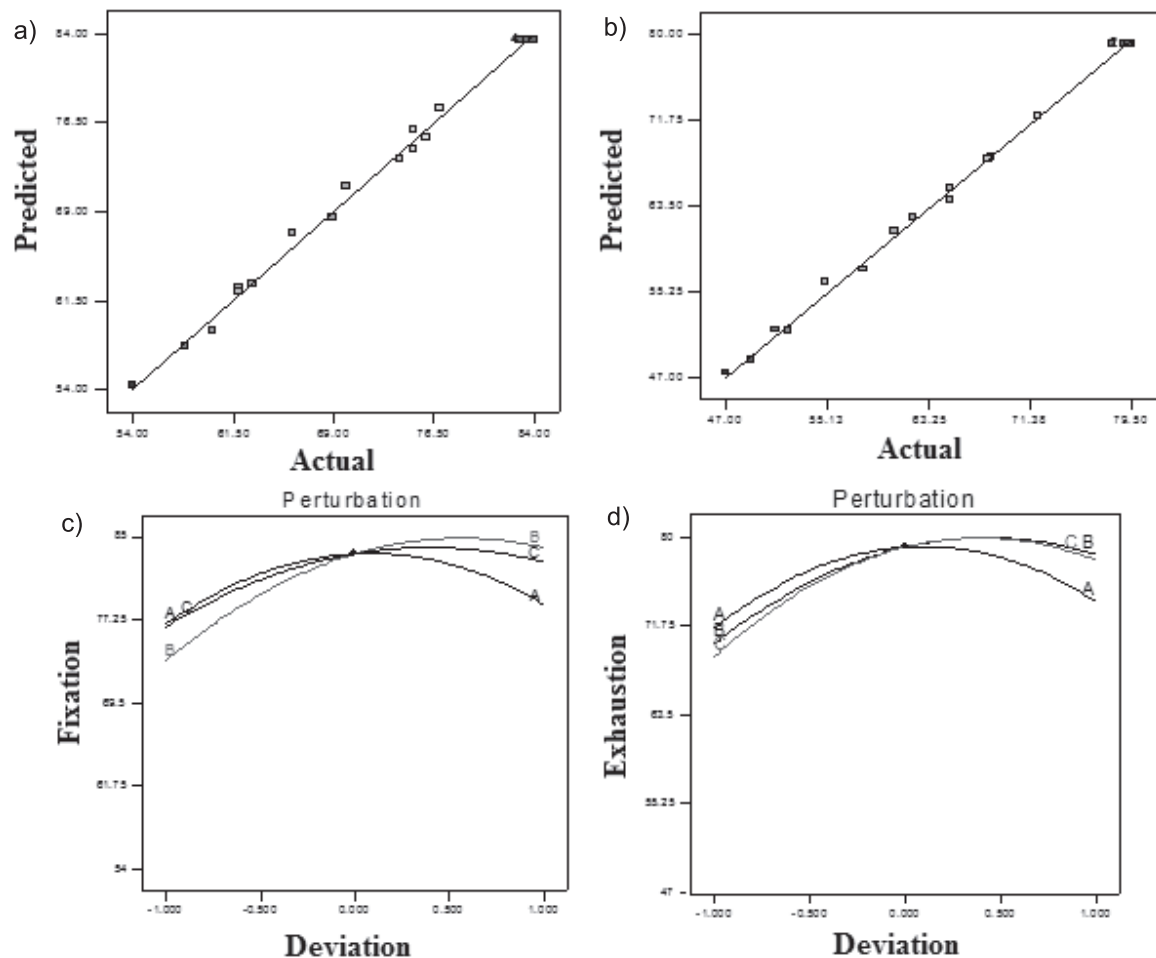 a)
84.00
76.50
69.00
61.50
54.00
Predicted
54.00 61.50 69.00 76.50 84.00
Actual
b)
80.00
71.75
63.50
55.25
47.00
Predicted
47.00 55.13 63.25 71.38 79.50
Actual
c)
Perturbation
85
77.25
69.5
61.75
54
Fixation
A C
B
B
C
A
-1.000 -0.500 0.000 0.500 1.000
Deviation
d)
Perturbation
80
71.75
63.5
55.25
47
Exhaustion
A
B
C
C B
A
-1.000 -0.500 0.000 0.500 1.000
Deviation